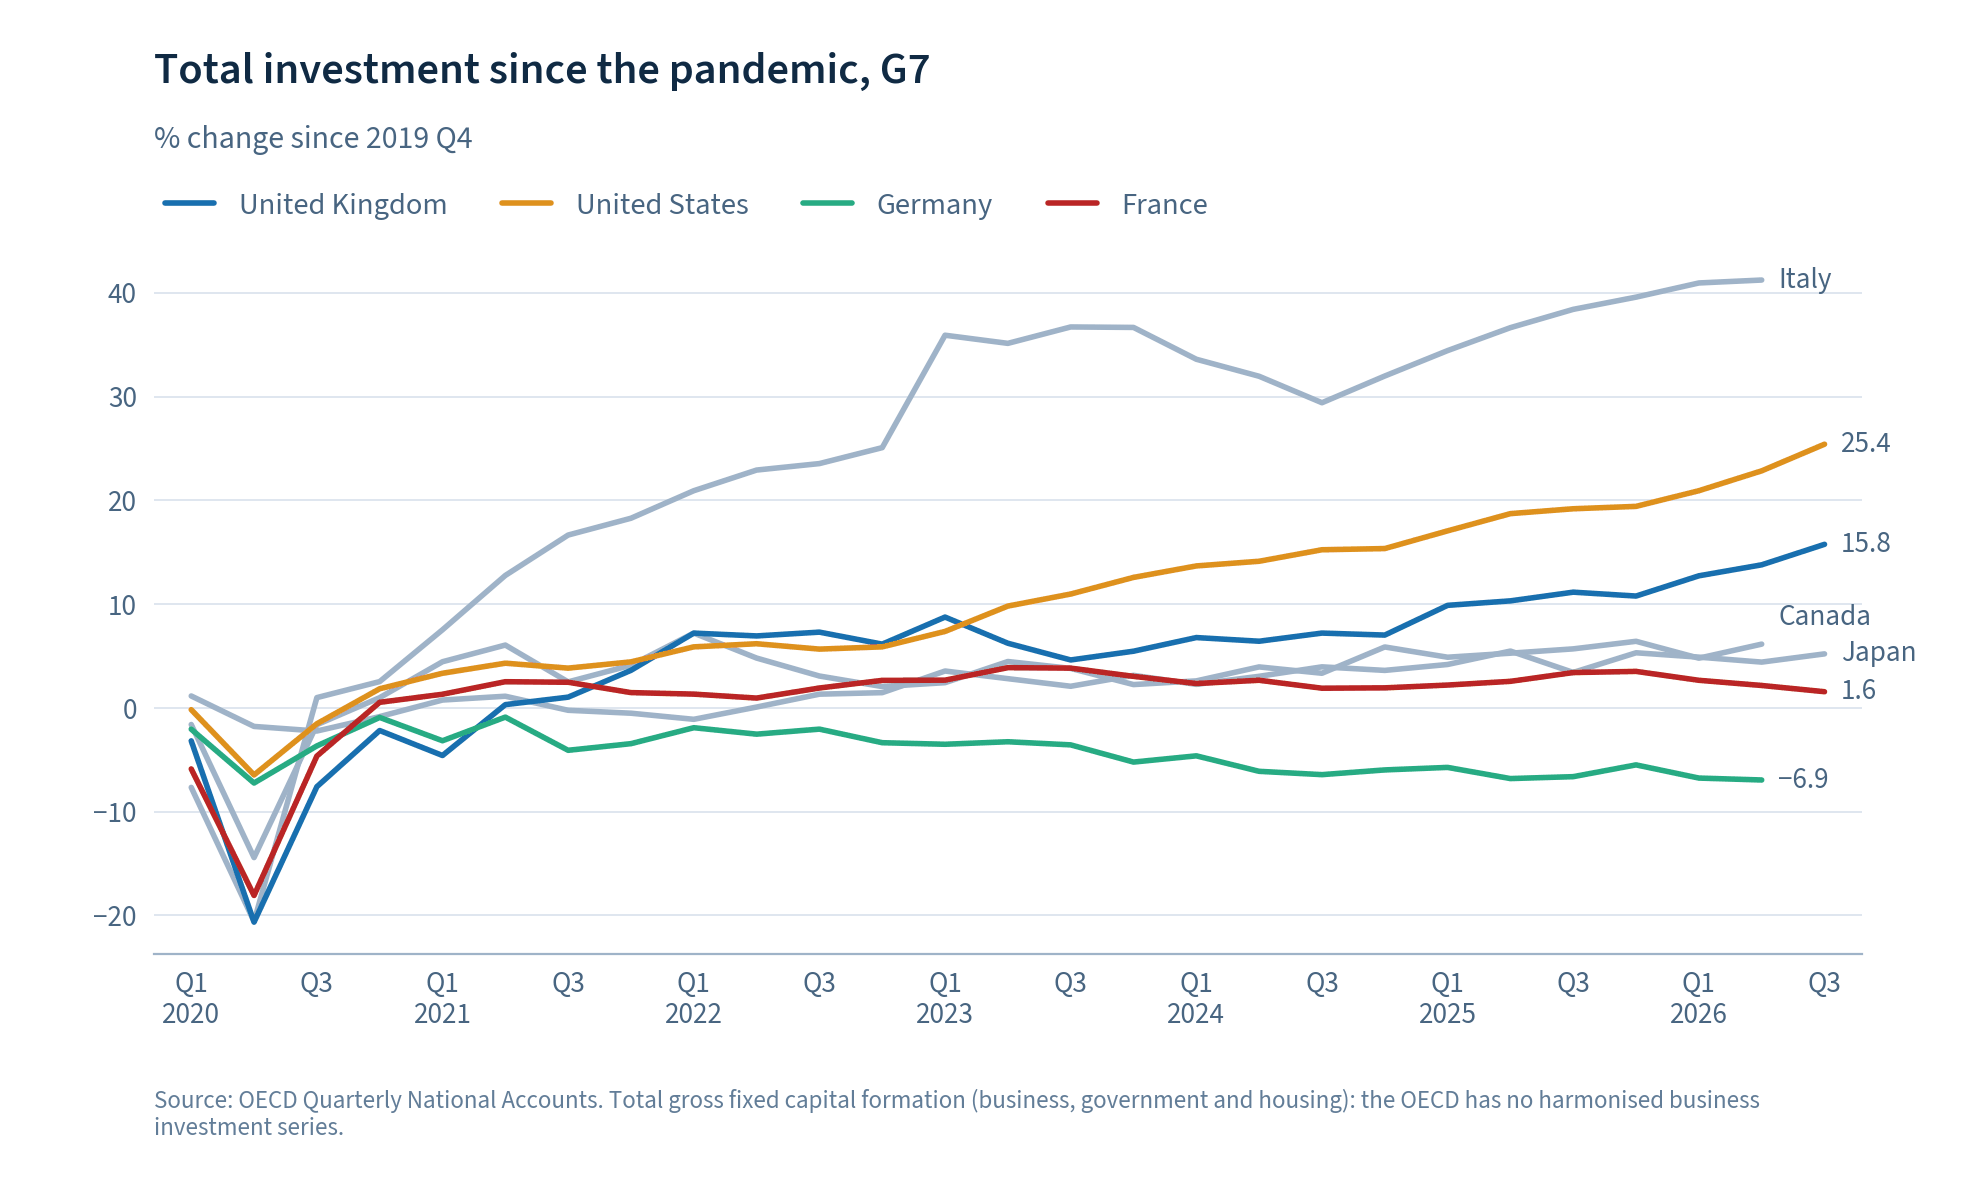 Total investment since the pandemic, G7
% change since 2019 Q4
United Kingdom United States Germany France
40
30
20
10
0
−10
−20
Italy
25.4
15.8
Canada
Japan
1.6
−6.9
Q1 Q3 Q1 Q3 Q1 Q3 Q1 Q3 Q1 Q3 Q1 Q3 Q1 Q3
2020 2021 2022 2023 2024 2025 2026
Source: OECD Quarterly National Accounts. Total gross fixed capital formation (business, government and housing): the OECD has no harmonised business
investment series.